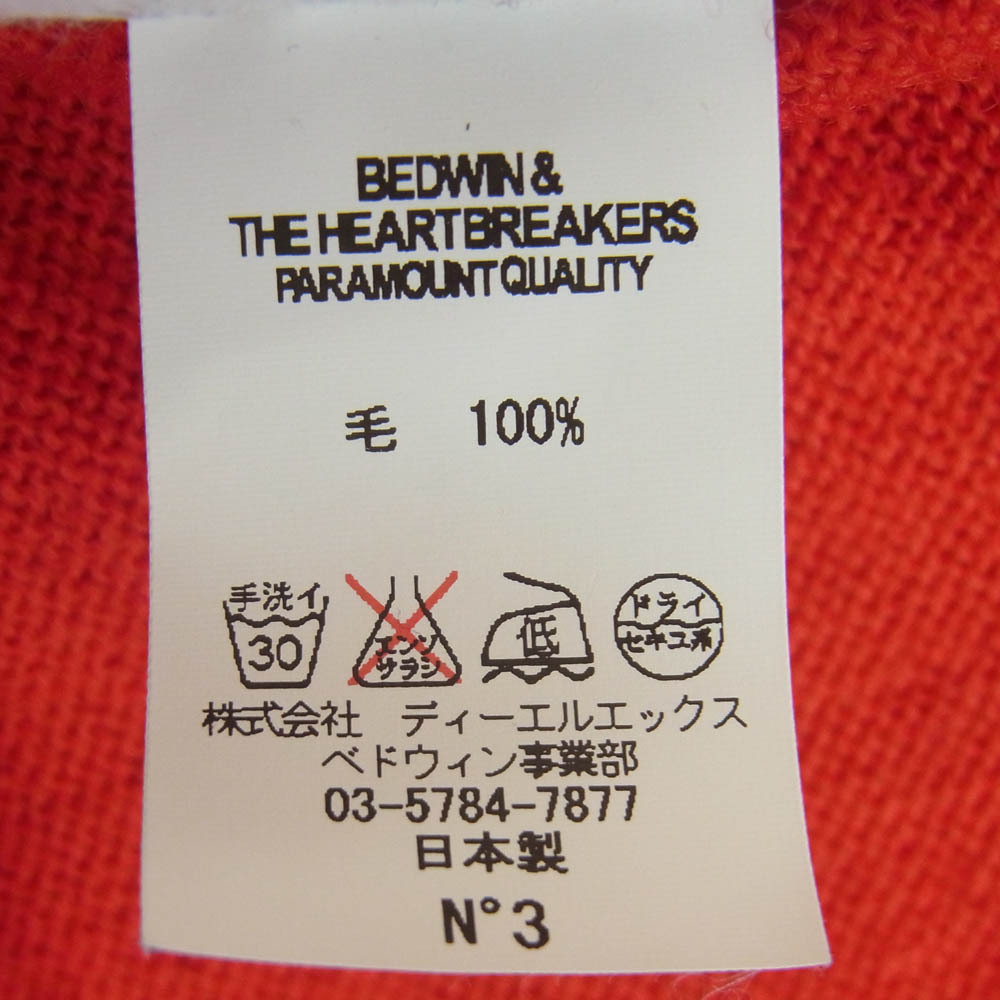 BEDWIN &
THE HEARTBREAKERS
PARAMOUNT QUALITY
毛 100%
手洗イ
30
エンソ
サラシ
低
ドライ
セキユ系
株式会社 ディーエルエックス
ベドウィン事業部
03-5784-7877
日本製
N°3